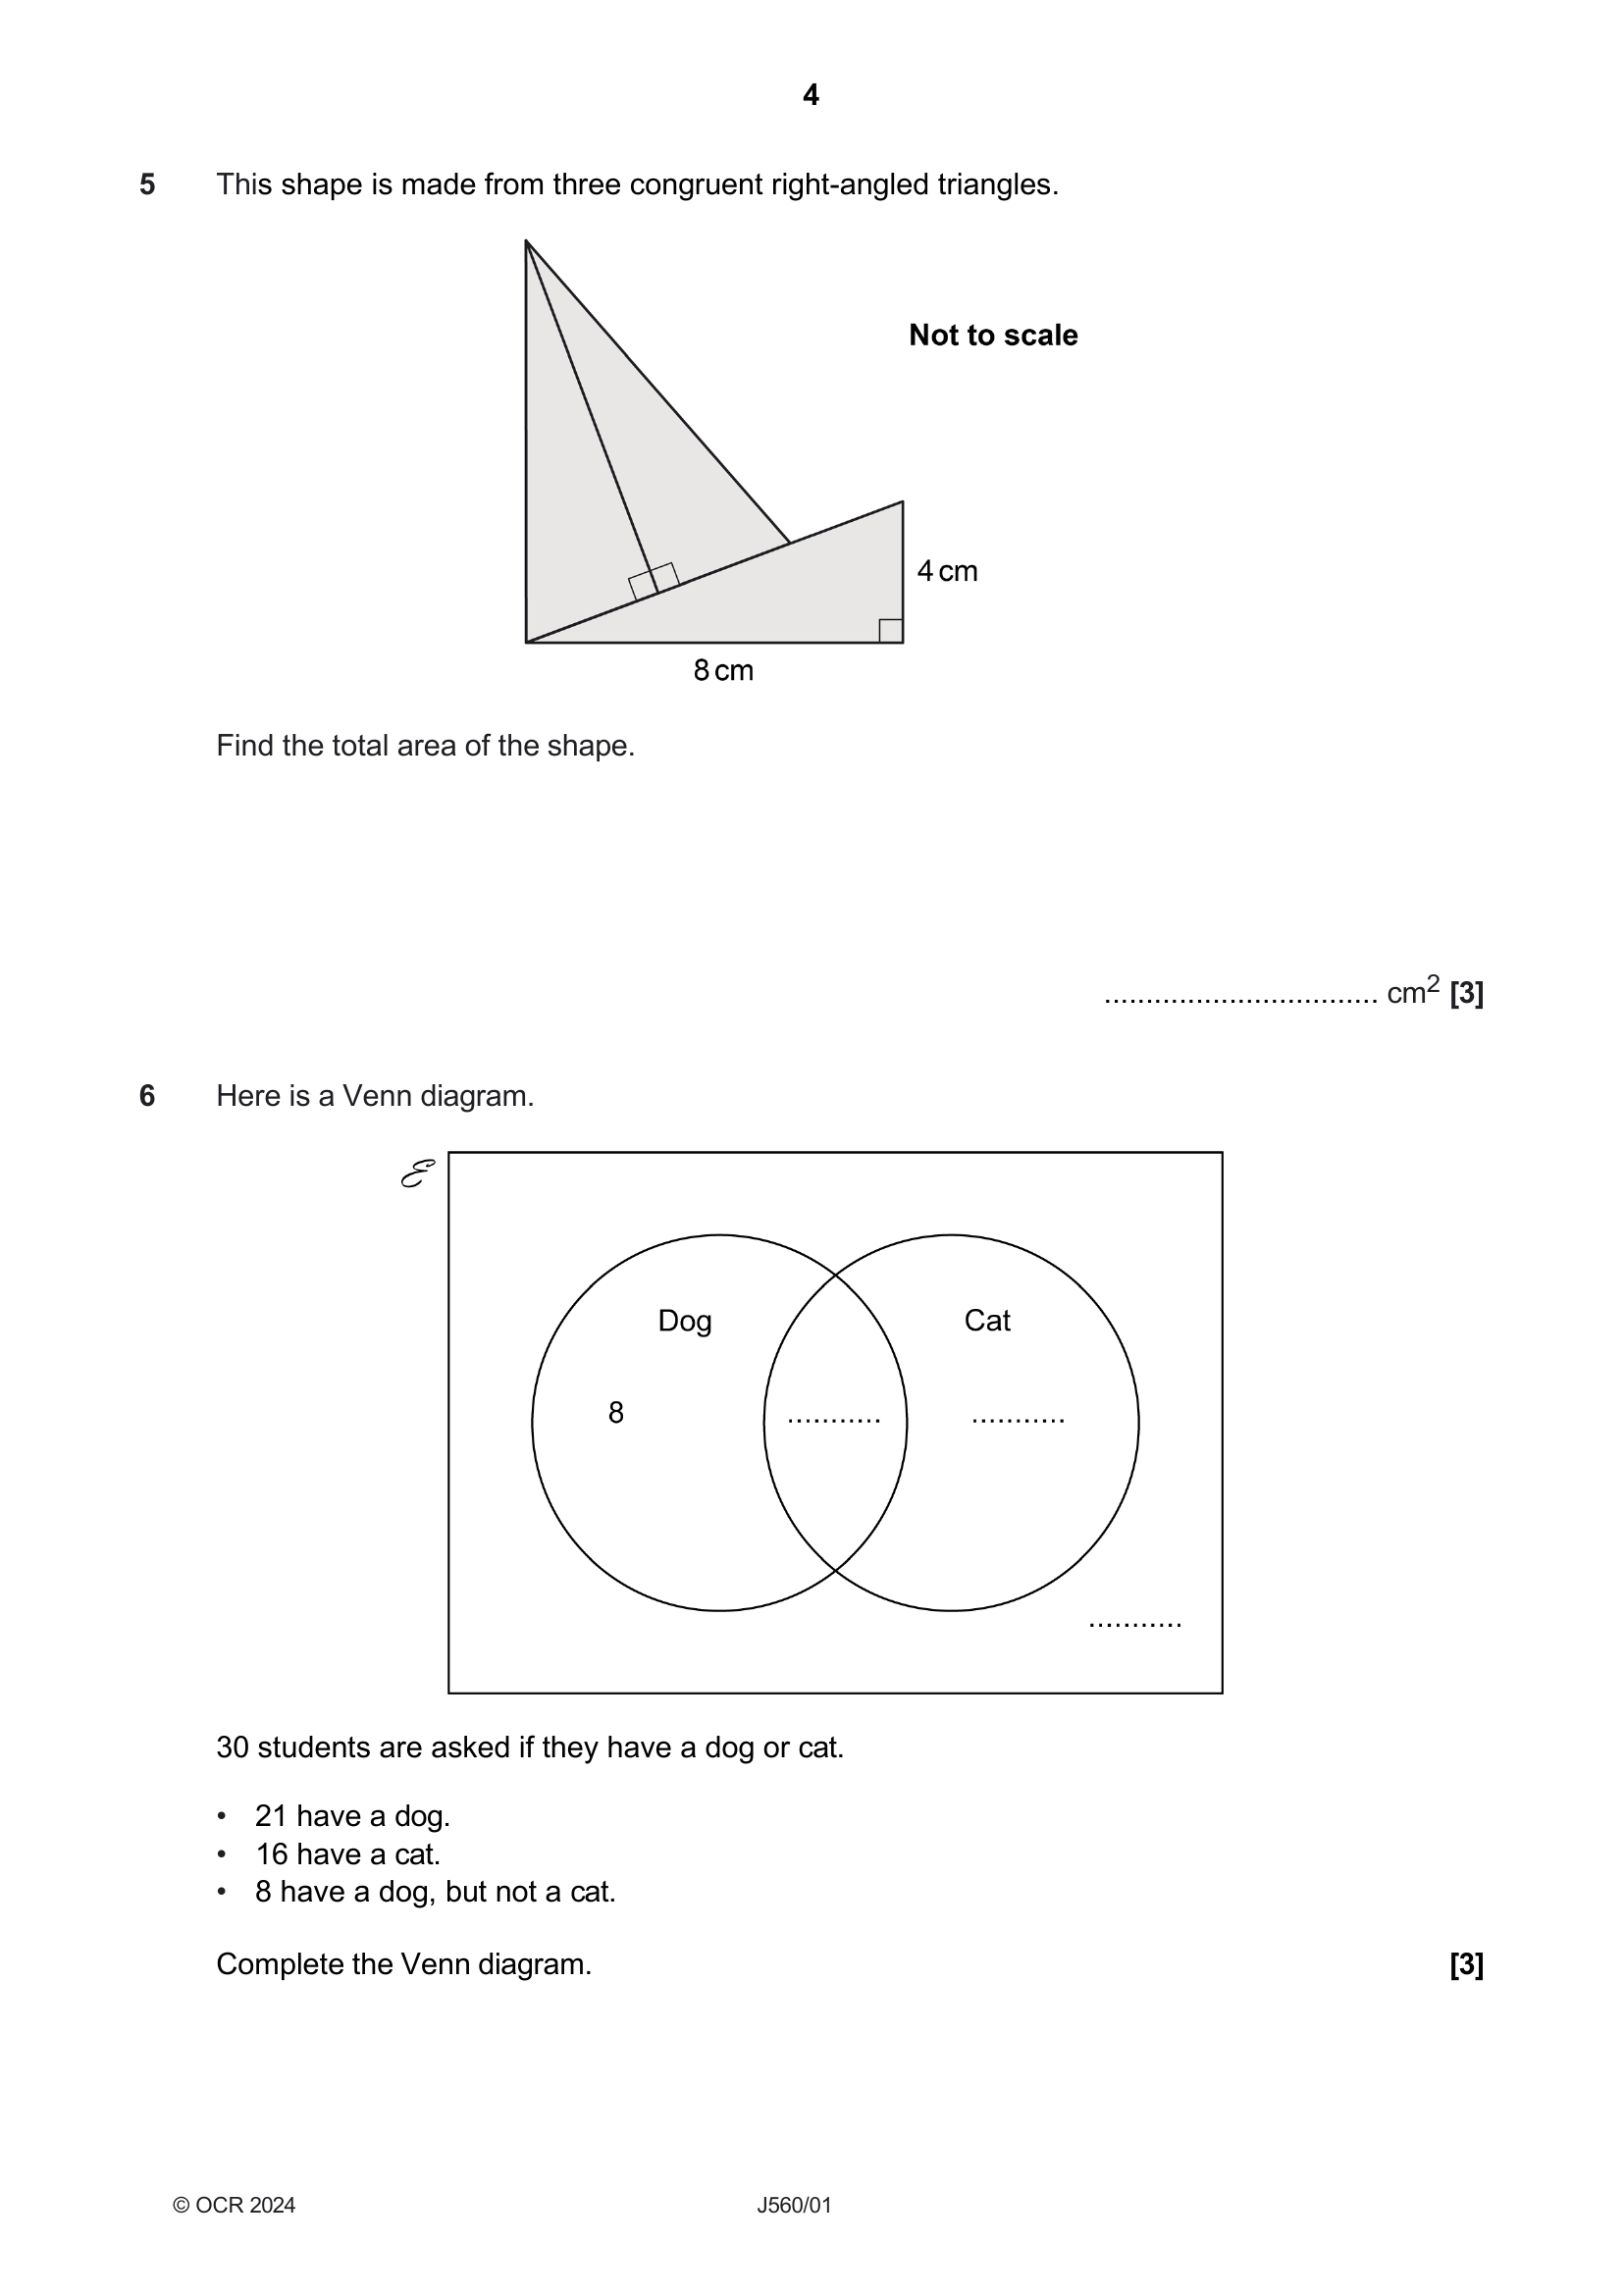 4
5 This shape is made from three congruent right-angled triangles.
Not to scale
4 cm
8 cm
Find the total area of the shape.
................................. cm² [3]
6 Here is a Venn diagram.
ℰ
Dog Cat
8 ........... ...........
...........
30 students are asked if they have a dog or cat.
• 21 have a dog.
• 16 have a cat.
• 8 have a dog, but not a cat.
Complete the Venn diagram. [3]
© OCR 2024 J560/01